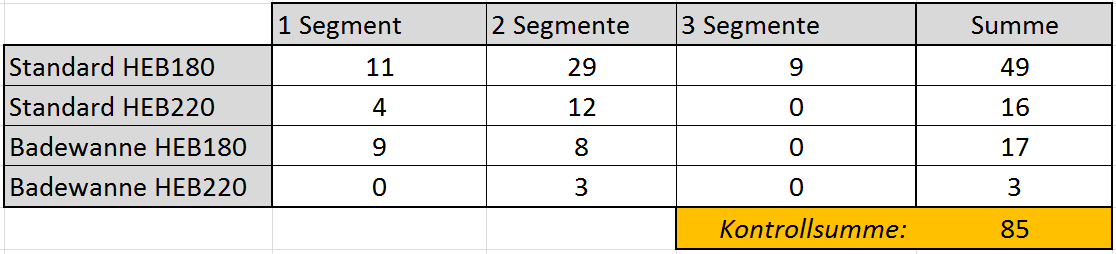 1 Segment 2 Segmente 3 Segmente Summe
Standard HEB180 11 29 9 49
Standard HEB220 4 12 0 16
Badewanne HEB180 9 8 0 17
Badewanne HEB220 0 3 0 3
Kontrollsumme: 85